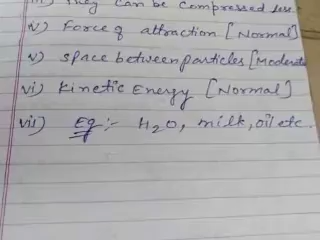 iii) They can be compressed less.
iv) Force of attraction [Normal]
v) space between particles [Moderate
vi) Kinetic Energy [Normal]
vii) Eg:- H2O, milk, oil etc.